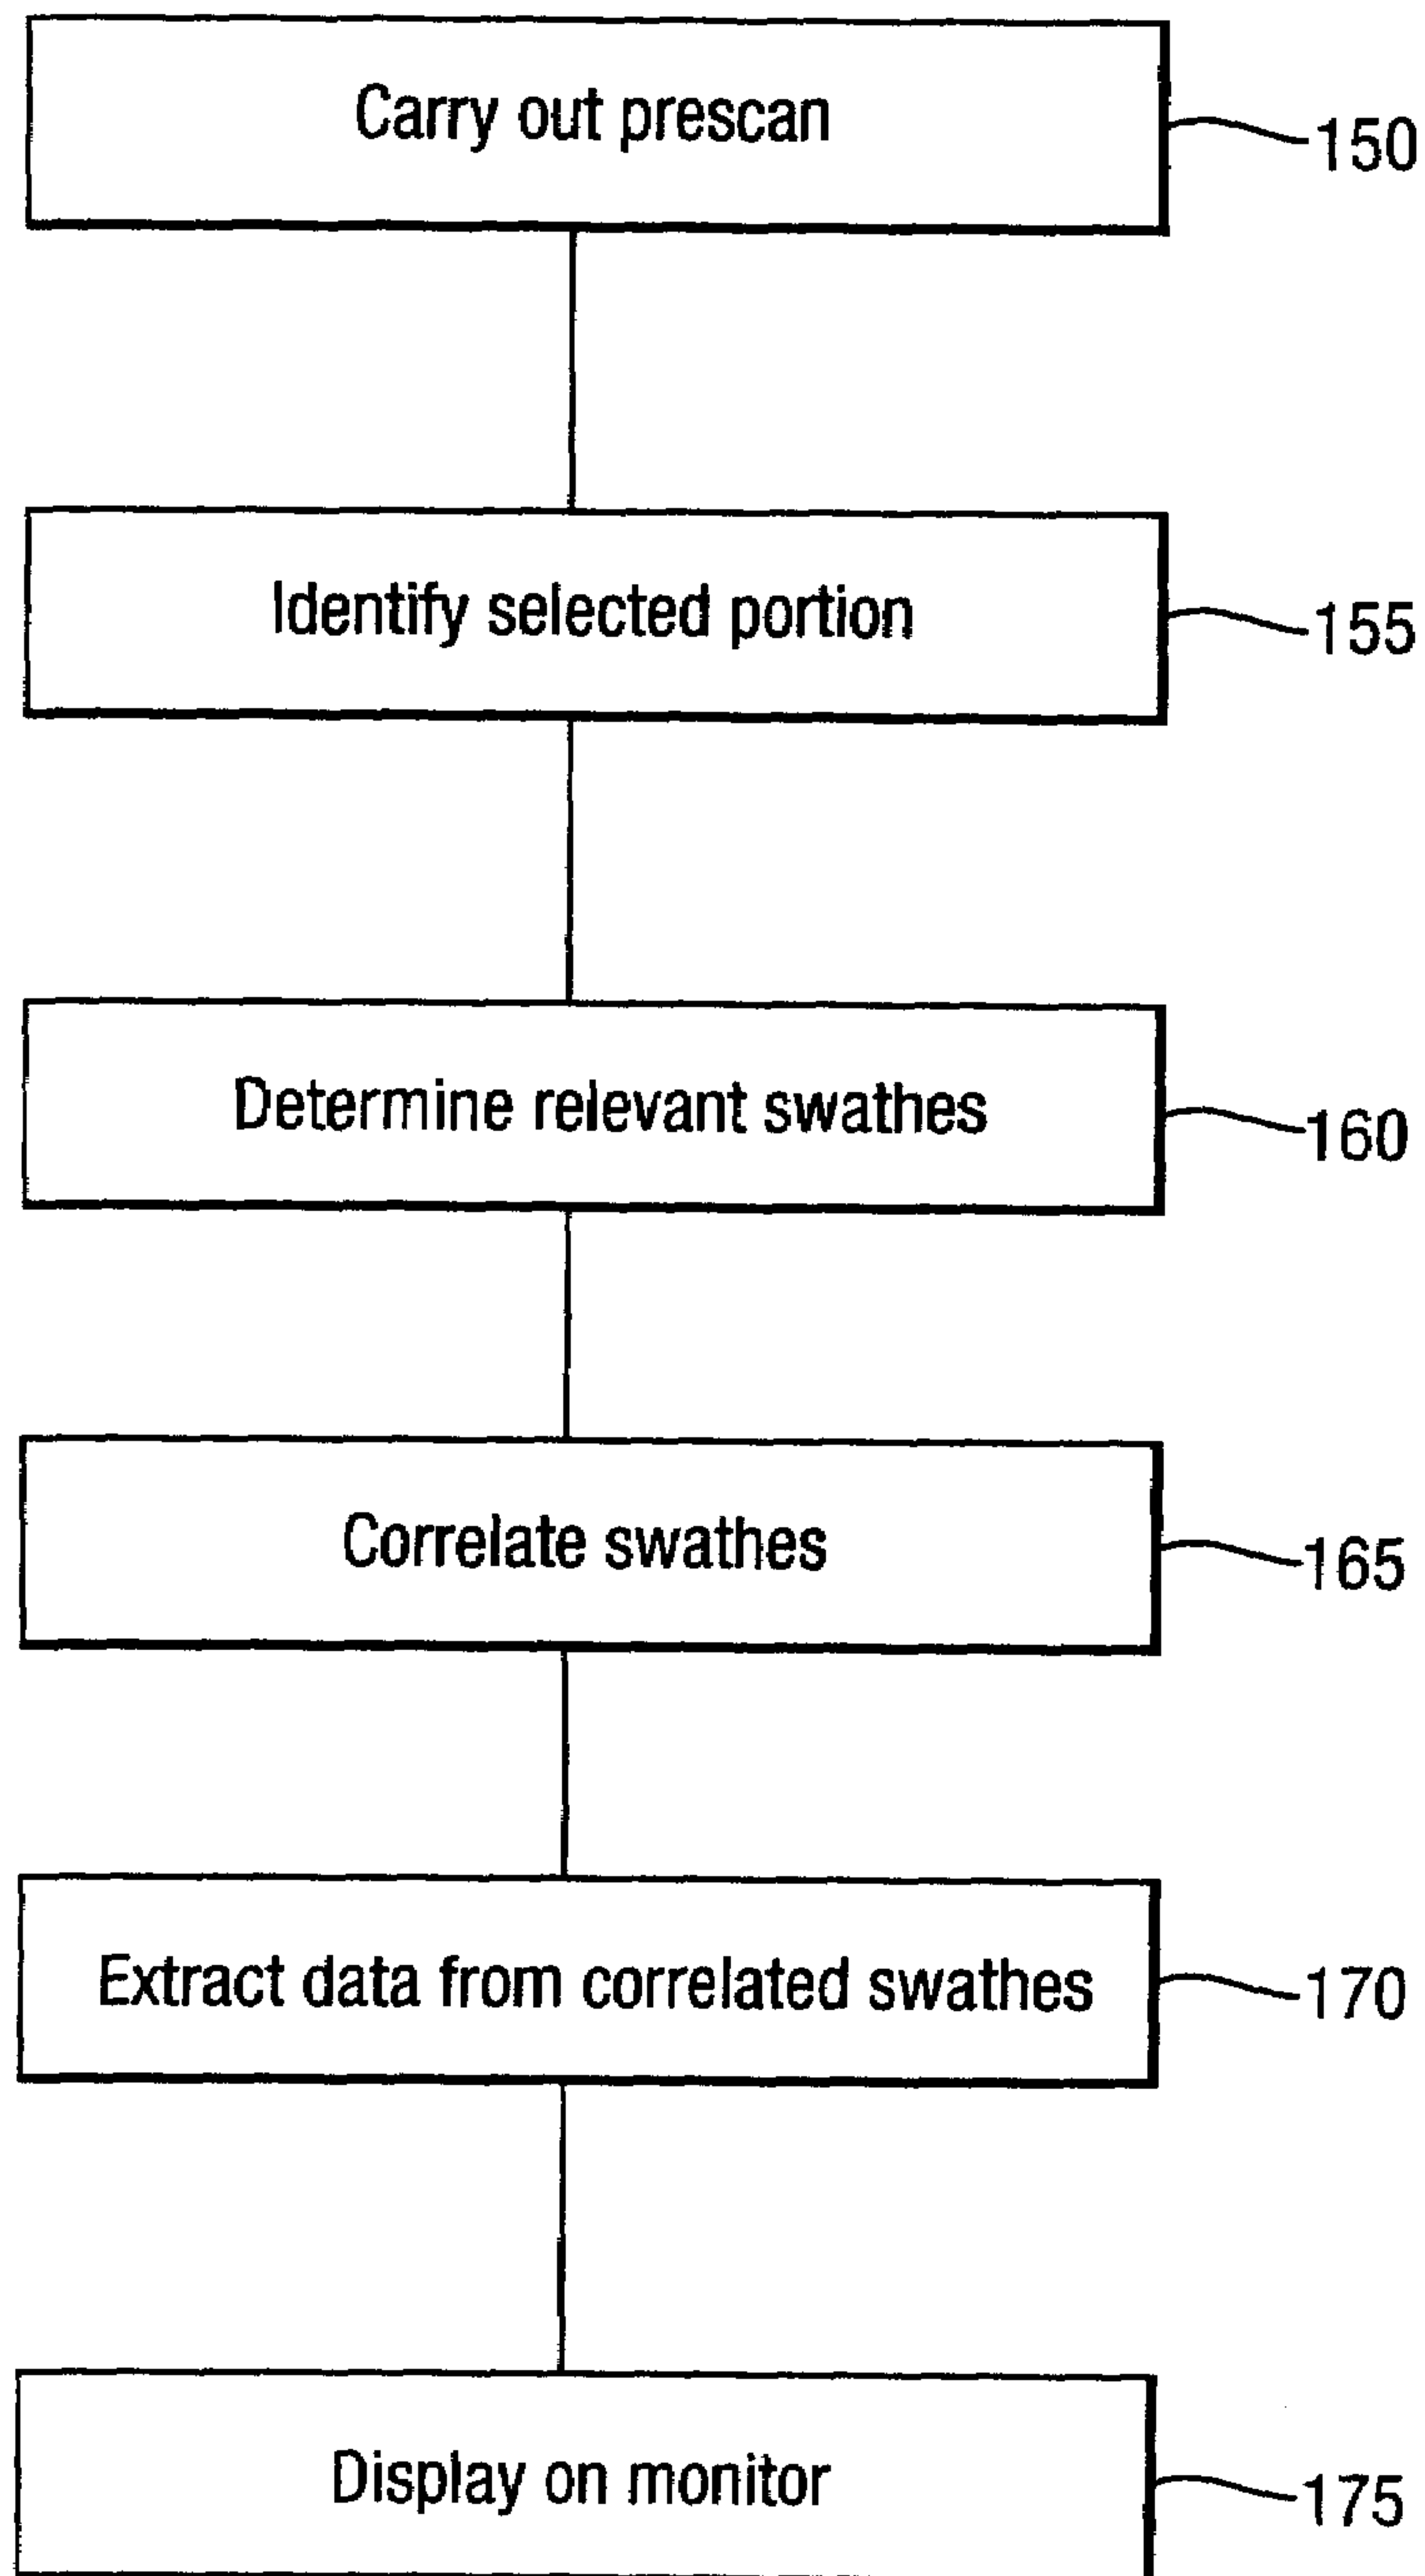 Carry out prescan
150
Identify selected portion
155
Determine relevant swathes
160
Correlate swathes
165
Extract data from correlated swathes
170
Display on monitor
175